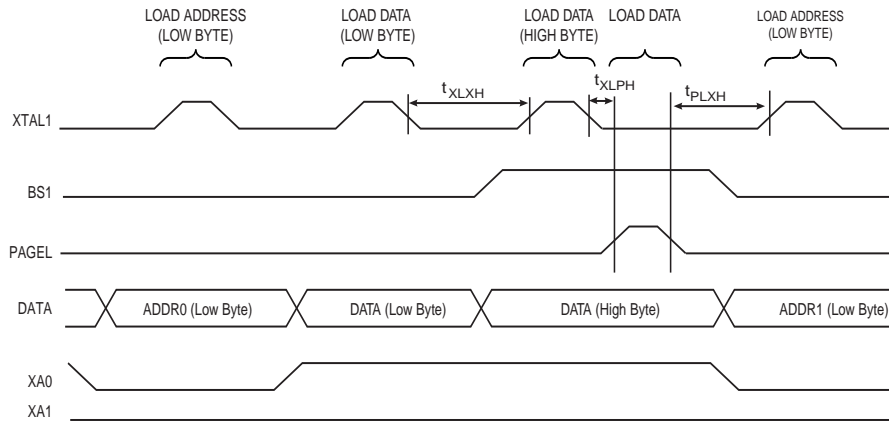 LOAD ADDRESS
(LOW BYTE)
LOAD DATA
(LOW BYTE)
LOAD DATA
(HIGH BYTE)
LOAD DATA
LOAD ADDRESS
(LOW BYTE)
tXLXH
tXLPH
tPLXH
XTAL1
BS1
PAGEL
DATA
ADDR0 (Low Byte)
DATA (Low Byte)
DATA (High Byte)
ADDR1 (Low Byte)
XA0
XA1